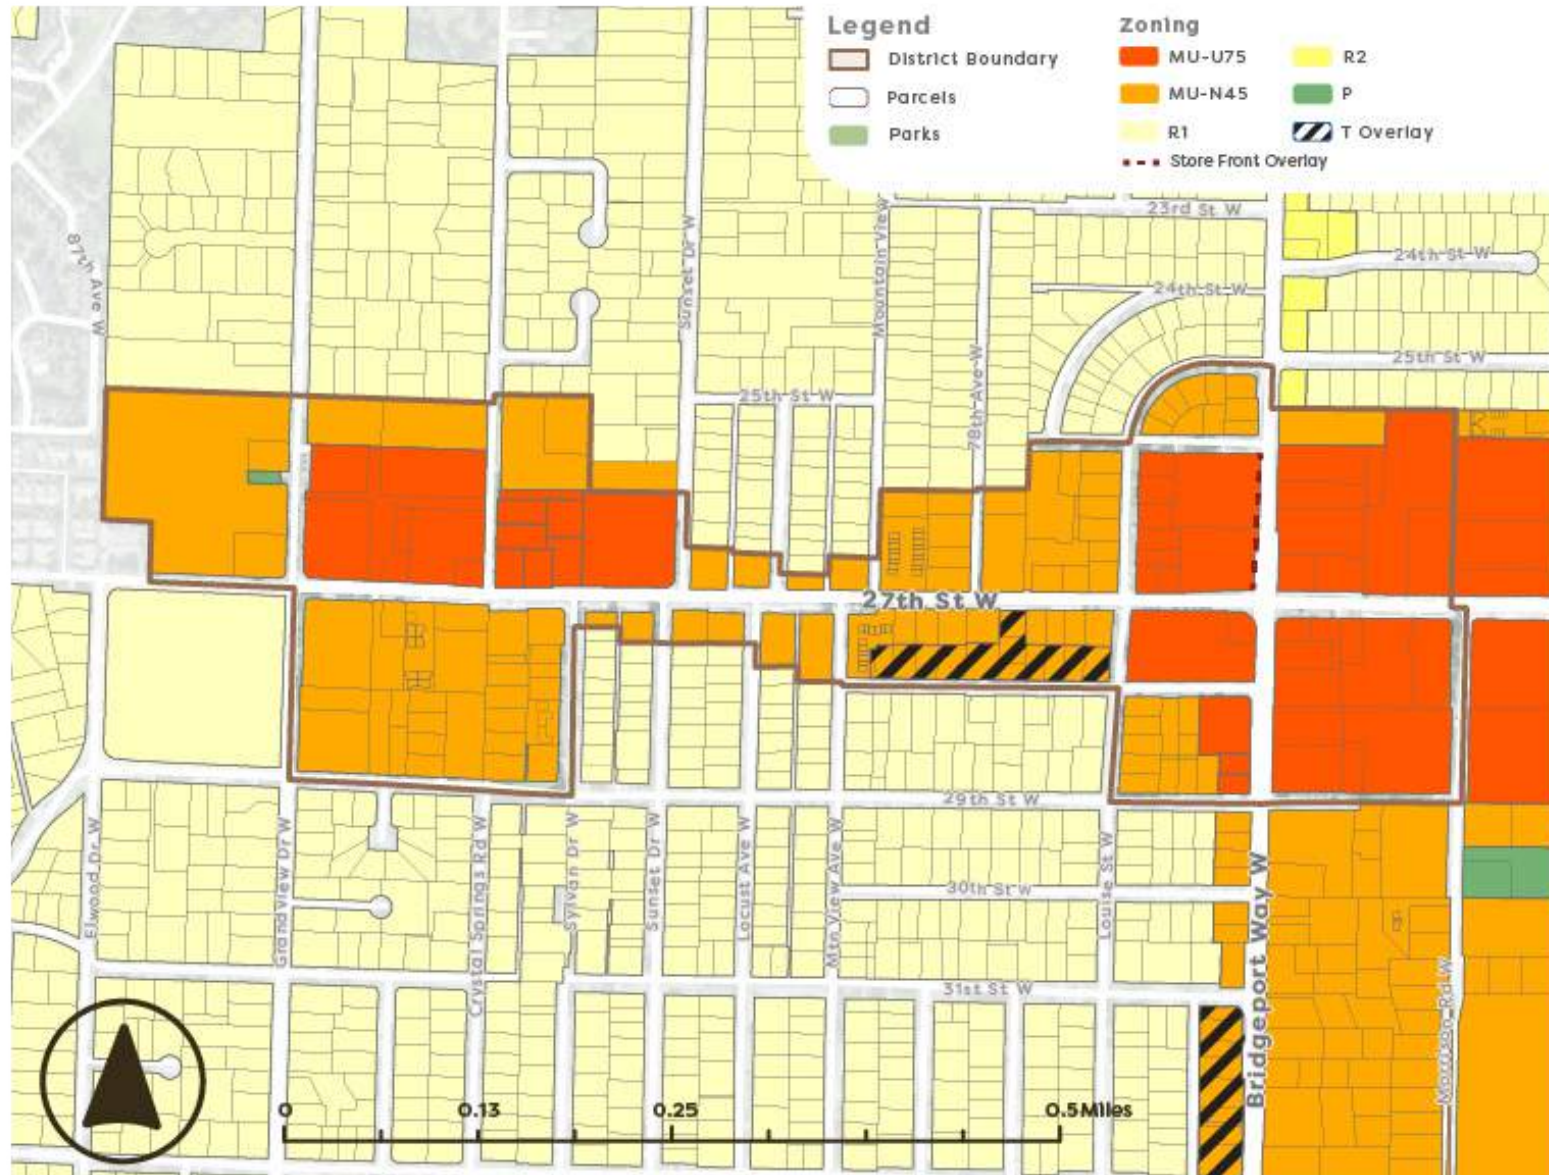 Legend
District Boundary
Parcels
Parks
Zoning
MU-U75
MU-N45
R1
Store Front Overlay
R2
P
T Overlay
23rd St W
24th St W
24th St W
25th St W
25th St W
87th Ave W
Sunset Dr W
Mountain View
78th Ave W
27th St W
29th St W
30th St W
31st St W
Elwood Dr W
Grandview Dr W
Crystal Springs Rd W
Sylvan Dr W
Sunset Dr W
Locust Ave W
Mtn View Ave W
Louise St W
Bridgeport Way W
Morrison Rd W
0 0.13 0.25 0.5Miles